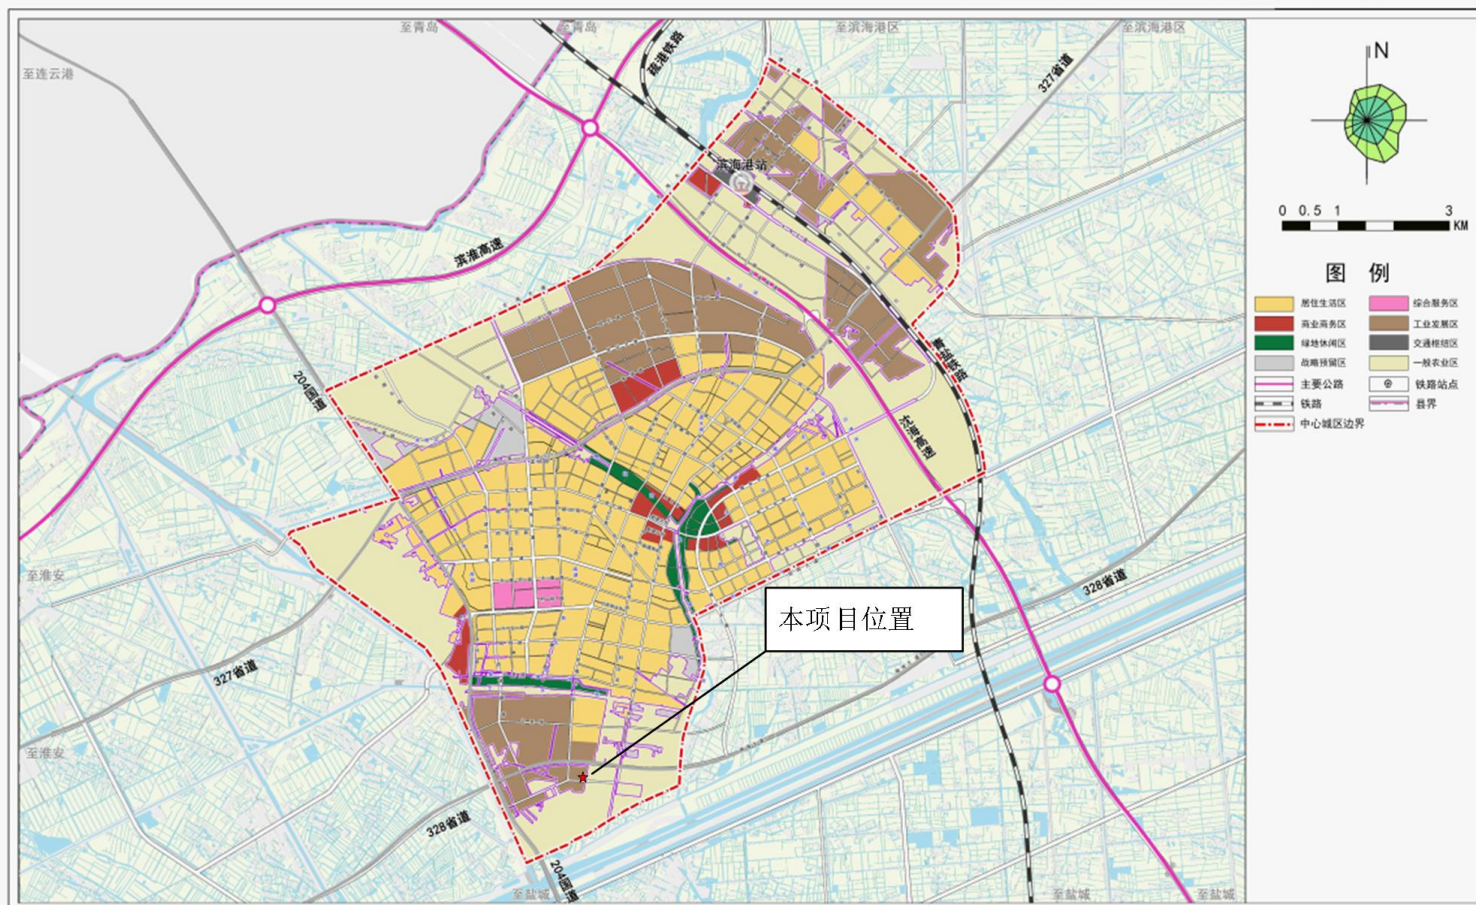 至青岛
至青岛
至滨海港区
至滨海港区
至连云港
疏港铁路
327省道
N
滨海港站
0 0.5 1 3
KM
滨淮高速
图 例
居住生活区
综合服务区
商业商务区
工业发展区
绿地休闲区
交通枢纽区
战略预留区
一般农业区
主要公路
铁路站点
铁路
县界
中心城区边界
青盐铁路
204国道
沈海高速
至淮安
328省道
本项目位置
327省道
至淮安
328省道
204国道
至盐城
至盐城
至盐城